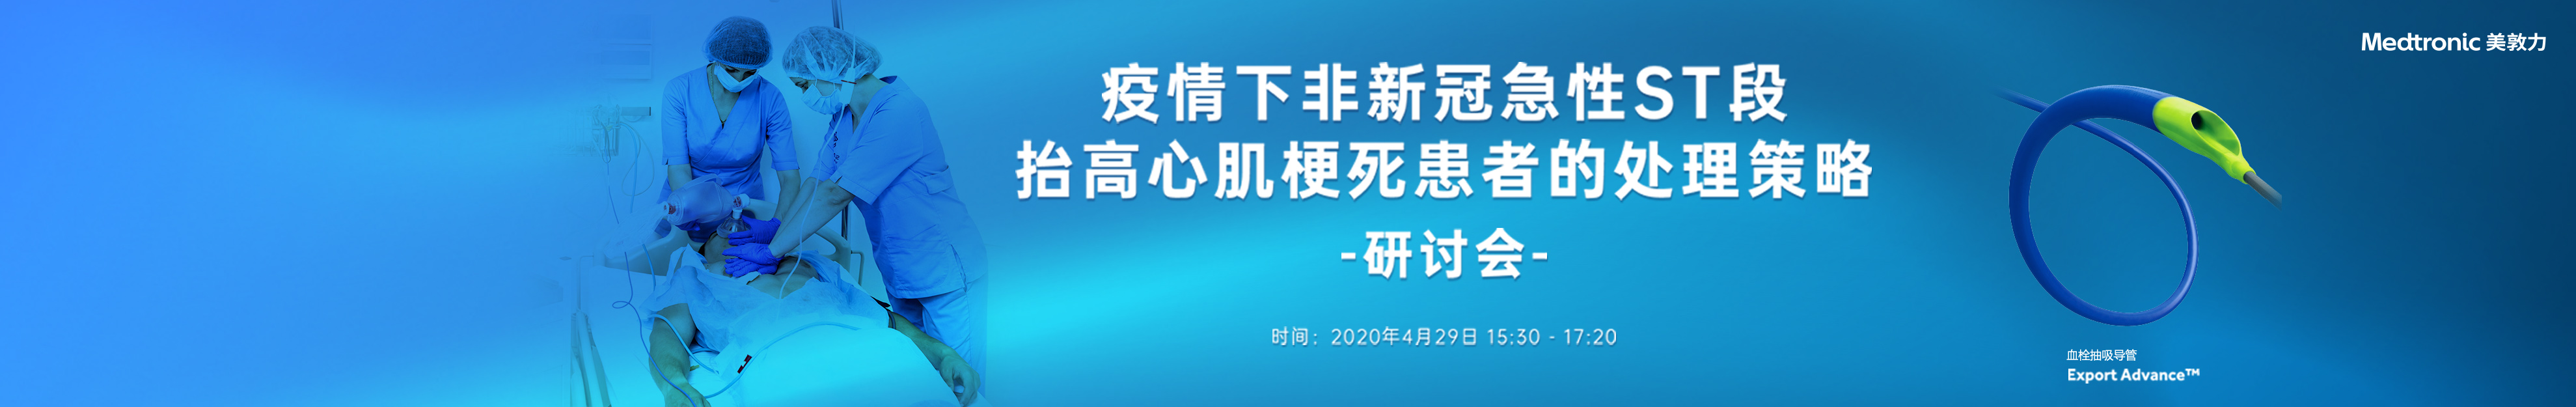 Medtronic 美敦力
疫情下非新冠急性ST段
抬高心肌梗死患者的处理策略
-研讨会-
时间：2020年4月29日 15:30 - 17:20
血栓抽吸导管
Export Advance™